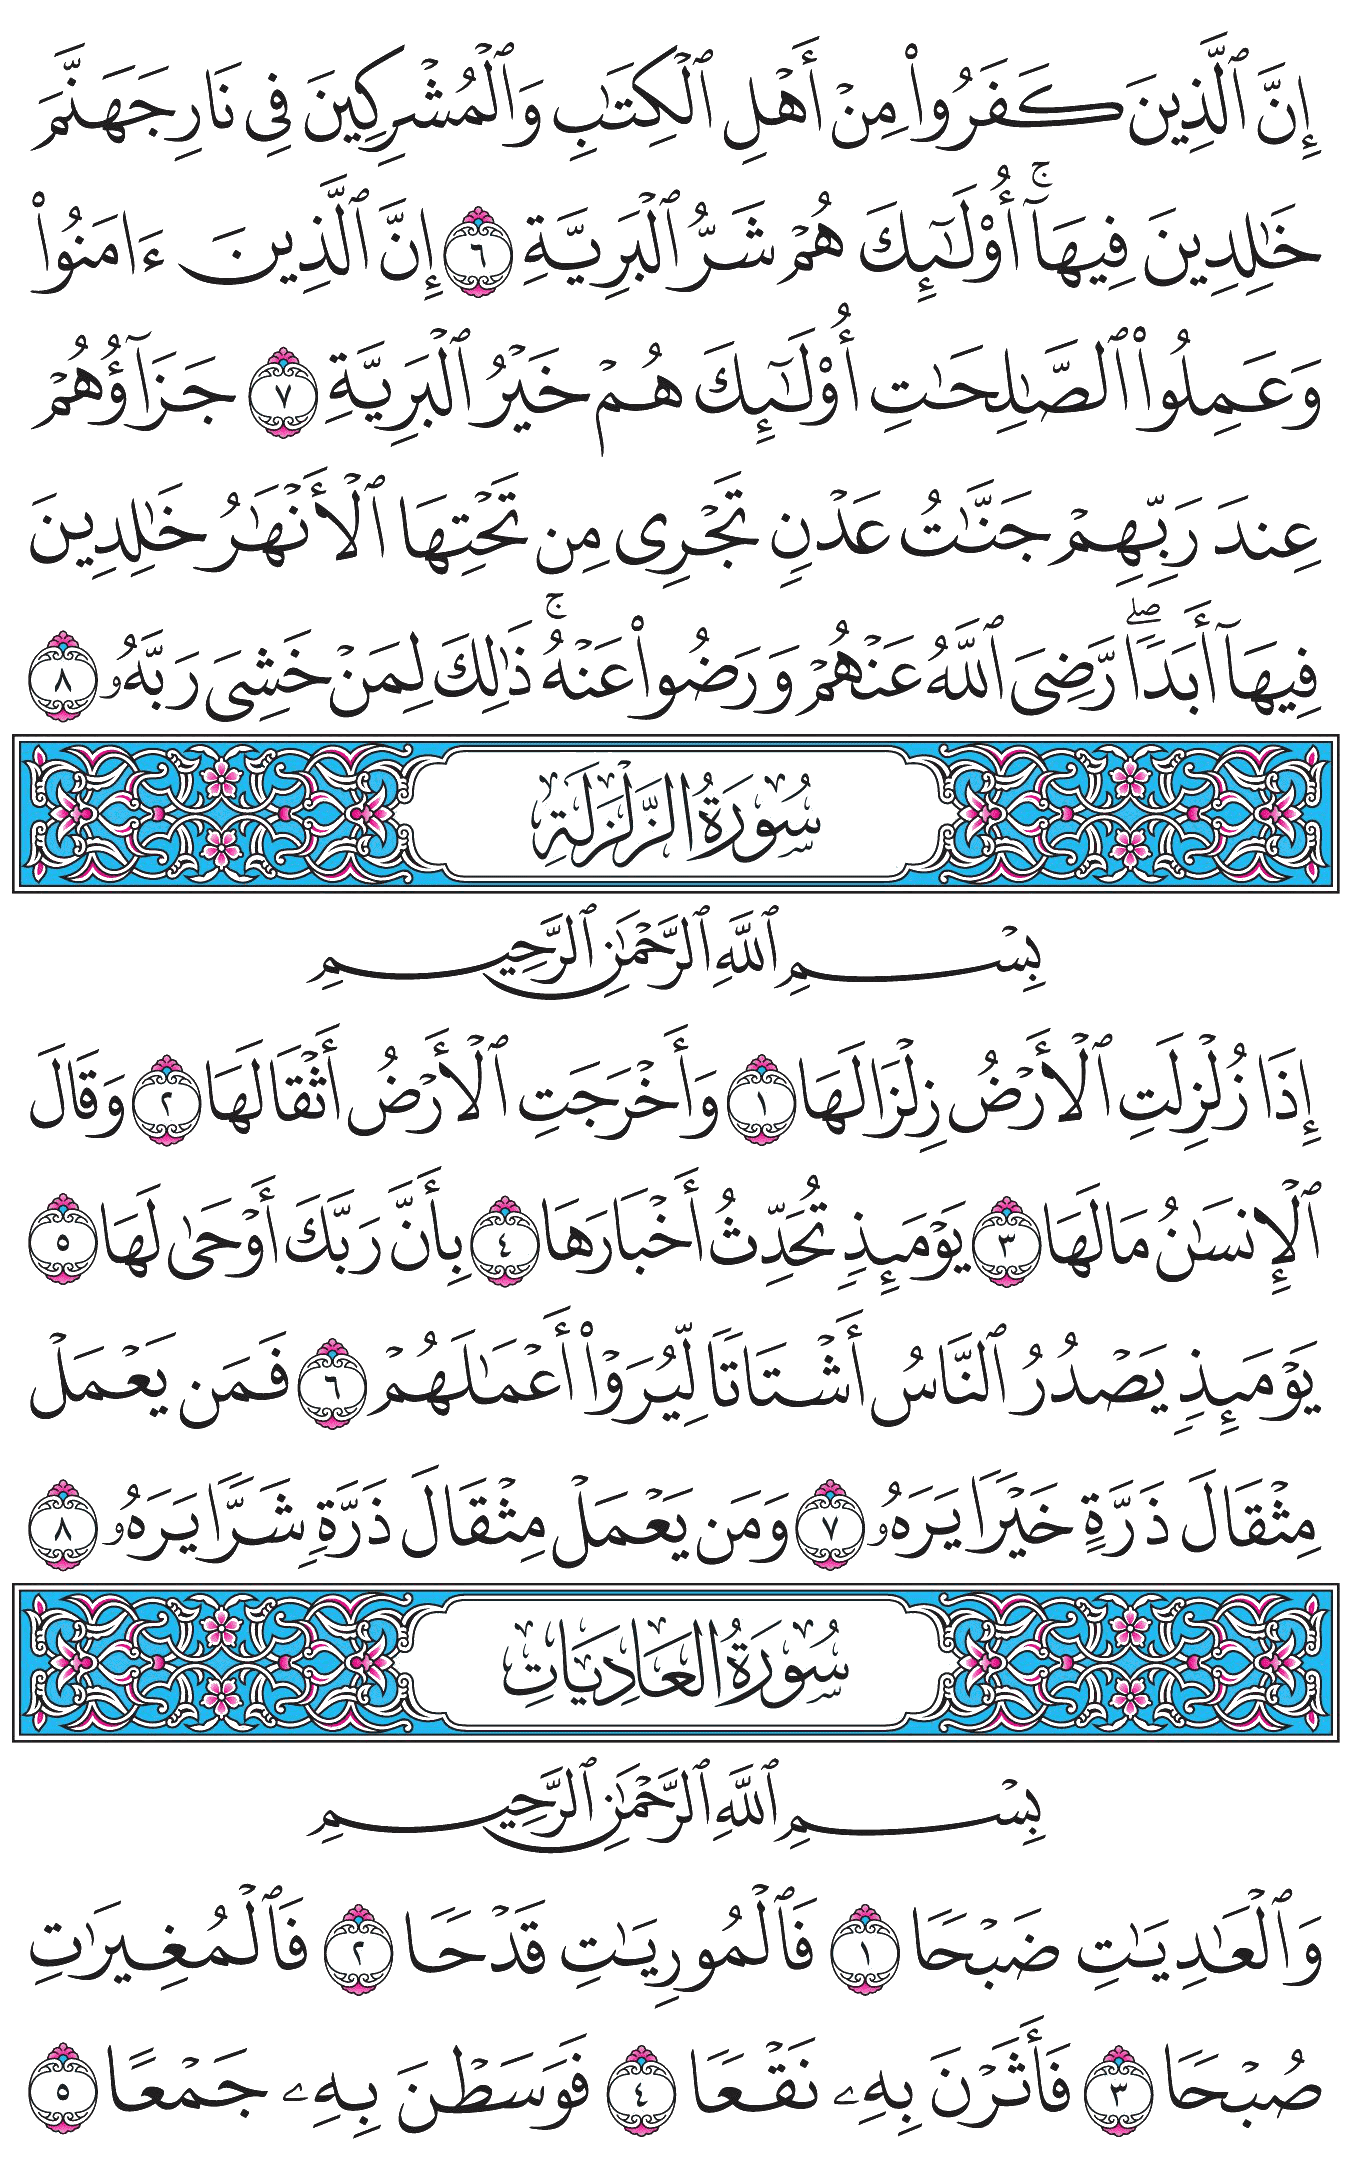 إِنَّ ٱلَّذِينَ كَفَرُواْ مِنۡ أَهۡلِ ٱلۡكِتَٰبِ وَٱلۡمُشۡرِكِينَ فِي نَارِ جَهَنَّمَ
خَٰلِدِينَ فِيهَآۚ أُوْلَٰٓئِكَ هُمۡ شَرُّ ٱلۡبَرِيَّةِ ٦ إِنَّ ٱلَّذِينَ ءَامَنُواْ
وَعَمِلُواْ ٱلصَّٰلِحَٰتِ أُوْلَٰٓئِكَ هُمۡ خَيۡرُ ٱلۡبَرِيَّةِ ٧ جَزَآؤُهُمۡ
عِندَ رَبِّهِمۡ جَنَّٰتُ عَدۡنٖ تَجۡرِي مِن تَحۡتِهَا ٱلۡأَنۡهَٰرُ خَٰلِدِينَ
فِيهَآ أَبَدٗاۖ رَّضِيَ ٱللَّهُ عَنۡهُمۡ وَرَضُواْ عَنۡهُۚ ذَٰلِكَ لِمَنۡ خَشِيَ رَبَّهُۥ ٨
سُورَةُ الزَّلْزَلَةِ
بِسۡمِ ٱللَّهِ ٱلرَّحۡمَٰنِ ٱلرَّحِيمِ
إِذَا زُلۡزِلَتِ ٱلۡأَرۡضُ زِلۡزَالَهَا ١ وَأَخۡرَجَتِ ٱلۡأَرۡضُ أَثۡقَالَهَا ٢ وَقَالَ
ٱلۡإِنسَٰنُ مَا لَهَا ٣ يَوۡمَئِذٖ تُحَدِّثُ أَخۡبَارَهَا ٤ بِأَنَّ رَبَّكَ أَوۡحَىٰ لَهَا ٥
يَوۡمَئِذٖ يَصۡدُرُ ٱلنَّاسُ أَشۡتَاتٗا لِّيُرَوۡاْ أَعۡمَٰلَهُمۡ ٦ فَمَن يَعۡمَلۡ
مِثۡقَالَ ذَرَّةٍ خَيۡرٗا يَرَهُۥ ٧ وَمَن يَعۡمَلۡ مِثۡقَالَ ذَرَّةٖ شَرّٗا يَرَهُۥ ٨
سُورَةُ العَادِيَاتِ
بِسۡمِ ٱللَّهِ ٱلرَّحۡمَٰنِ ٱلرَّحِيمِ
وَٱلۡعَٰدِيَٰتِ ضَبۡحٗا ١ فَٱلۡمُورِيَٰتِ قَدۡحٗا ٢ فَٱلۡمُغِيرَٰتِ
صُبۡحٗا ٣ فَأَثَرۡنَ بِهِۦ نَقۡعٗا ٤ فَوَسَطۡنَ بِهِۦ جَمۡعًا ٥